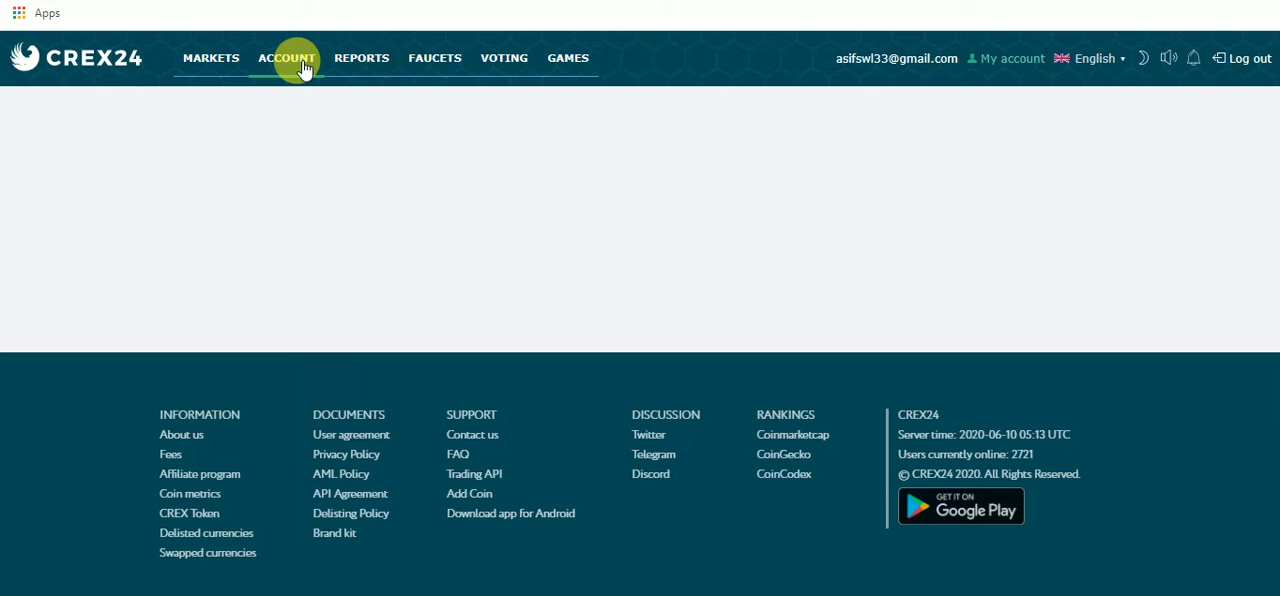 Apps
CREX24 MARKETS ACCOUNT REPORTS FAUCETS VOTING GAMES asifswl33@gmail.com My account English Log out
INFORMATION
About us
Fees
Affiliate program
Coin metrics
CREX Token
Delisted currencies
Swapped currencies
DOCUMENTS
User agreement
Privacy Policy
AML Policy
API Agreement
Delisting Policy
Brand kit
SUPPORT
Contact us
FAQ
Trading API
Add Coin
Download app for Android
DISCUSSION
Twitter
Telegram
Discord
RANKINGS
Coinmarketcap
CoinGecko
CoinCodex
CREX24
Server time: 2020-06-10 05:13 UTC
Users currently online: 2721
© CREX24 2020. All Rights Reserved.
GET IT ON
Google Play